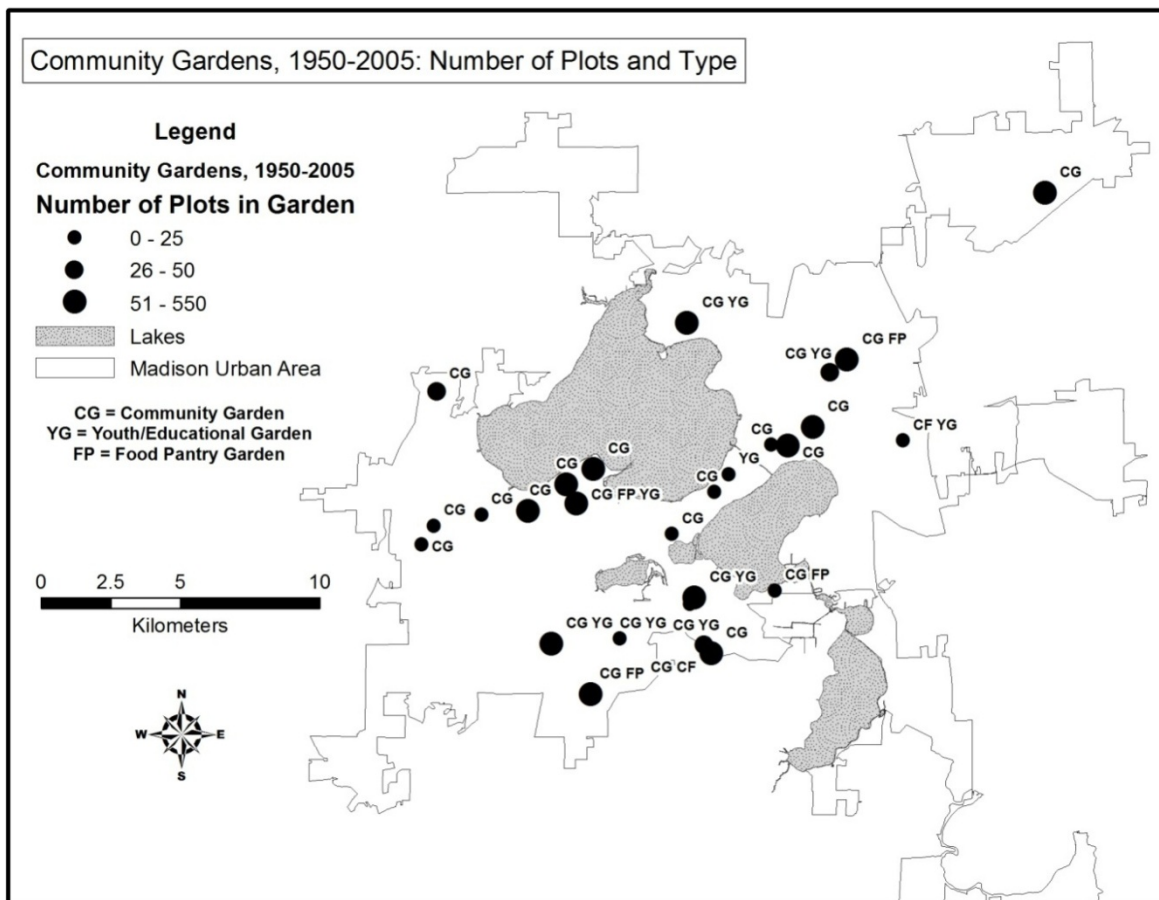 Community Gardens, 1950-2005: Number of Plots and Type
Legend
Community Gardens, 1950-2005
Number of Plots in Garden
0 - 25
26 - 50
51 - 550
Lakes
Madison Urban Area
CG = Community Garden
YG = Youth/Educational Garden
FP = Food Pantry Garden
CG
CG YG
CG FP
CG YG
CG
CG
CF YG
CG
CG
CG
YG
CG
CG
CG
CG FP YG
CG
CG
CG
CG
0 2.5 5 10
Kilometers
CG YG
CG FP
CG YG CG YG CG YG CG
CG FP CG CF
N
W E
S